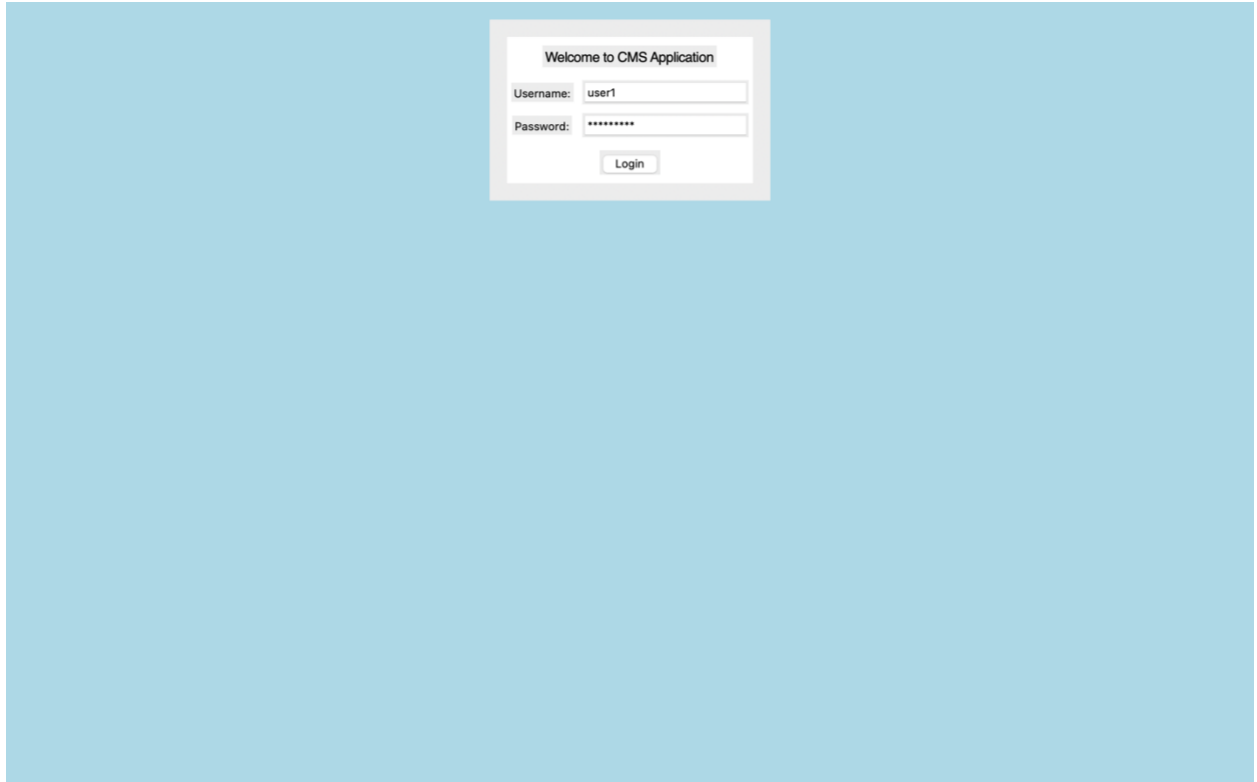 Welcome to CMS Application
Username: user1
Password: •••••••••
Login